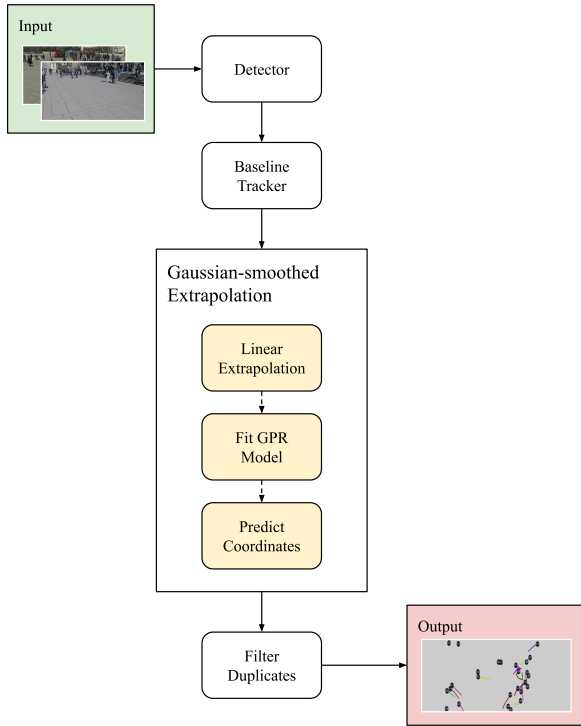 Input
Detector
Baseline
Tracker
Gaussian-smoothed
Extrapolation
Linear
Extrapolation
Fit GPR
Model
Predict
Coordinates
Filter
Duplicates
Output